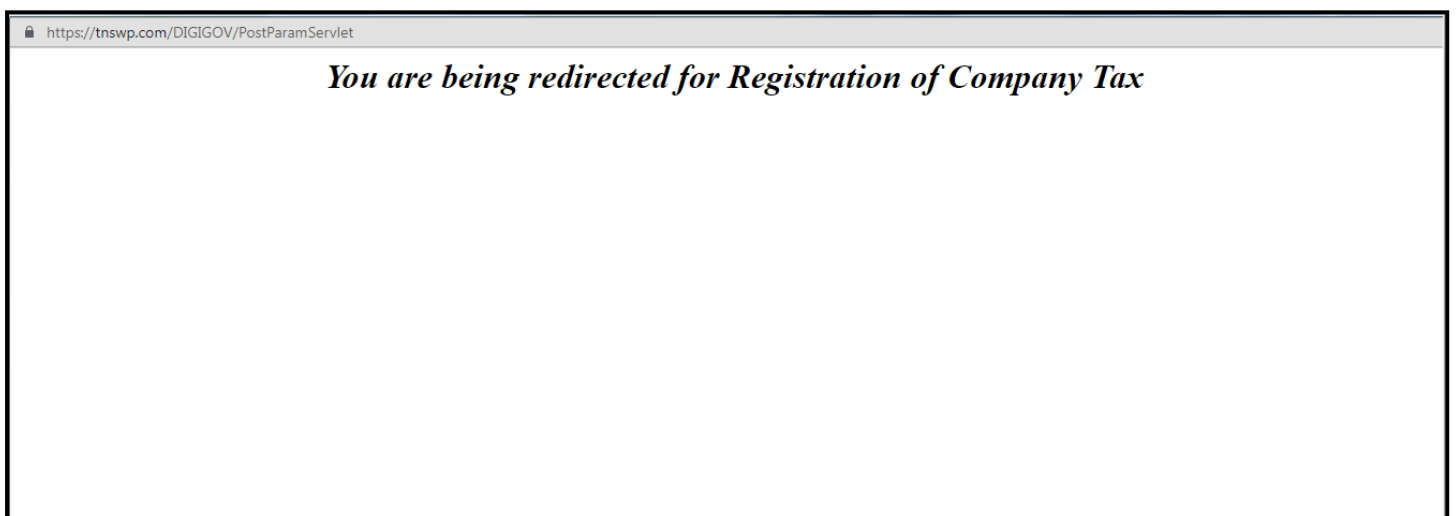 https://tnswp.com/DIGIGOV/PostParamServlet
You are being redirected for Registration of Company Tax